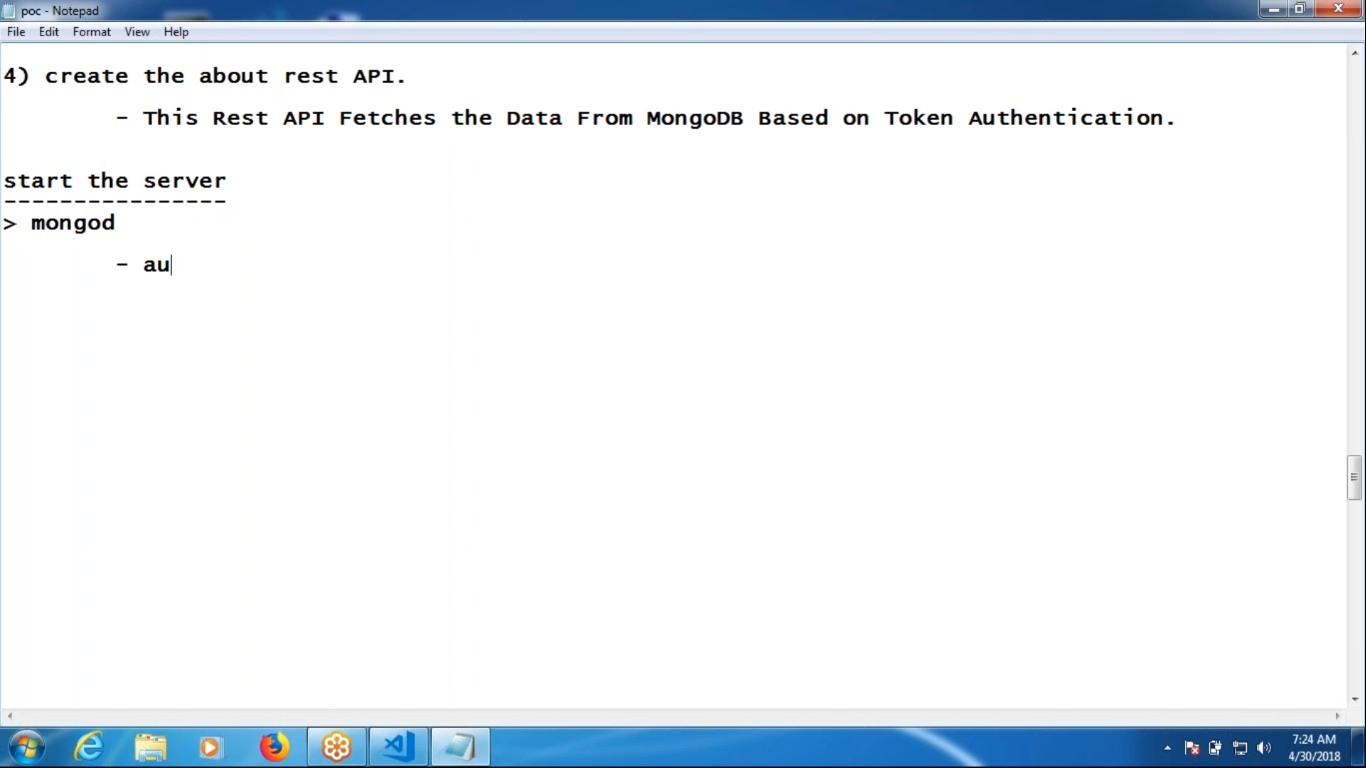 poc - Notepad
File Edit Format View Help
4) create the about rest API.
- This Rest API Fetches the Data From MongoDB Based on Token Authentication.
start the server
----------------
> mongod
- au
7:24 AM
4/30/2018